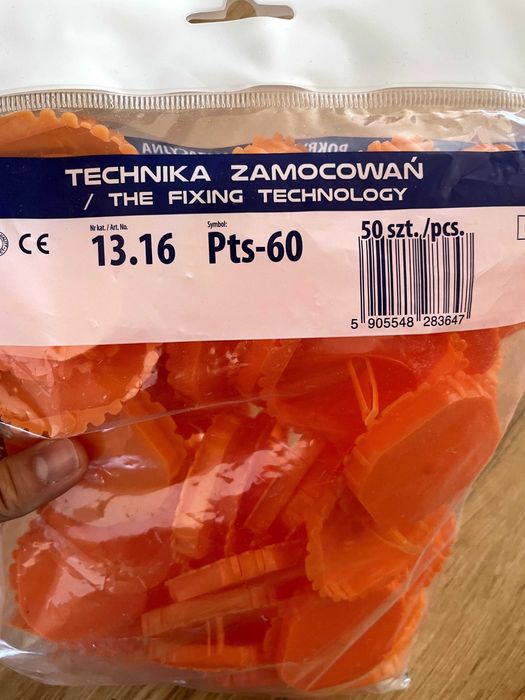 TECHNIKA ZAMOCOWAŃ
/ THE FIXING TECHNOLOGY
CE
Nr kat. / Art. No.
13.16
Symbol:
Pts-60
50 szt./pcs.
5 905548 283647